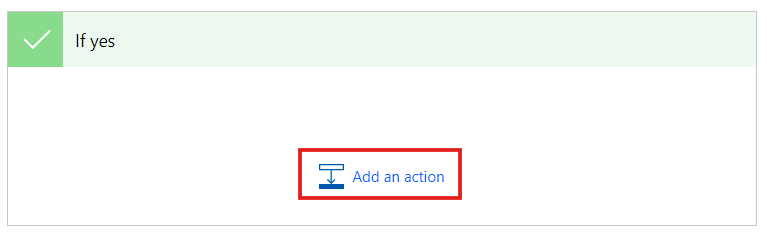 If yes
Add an action